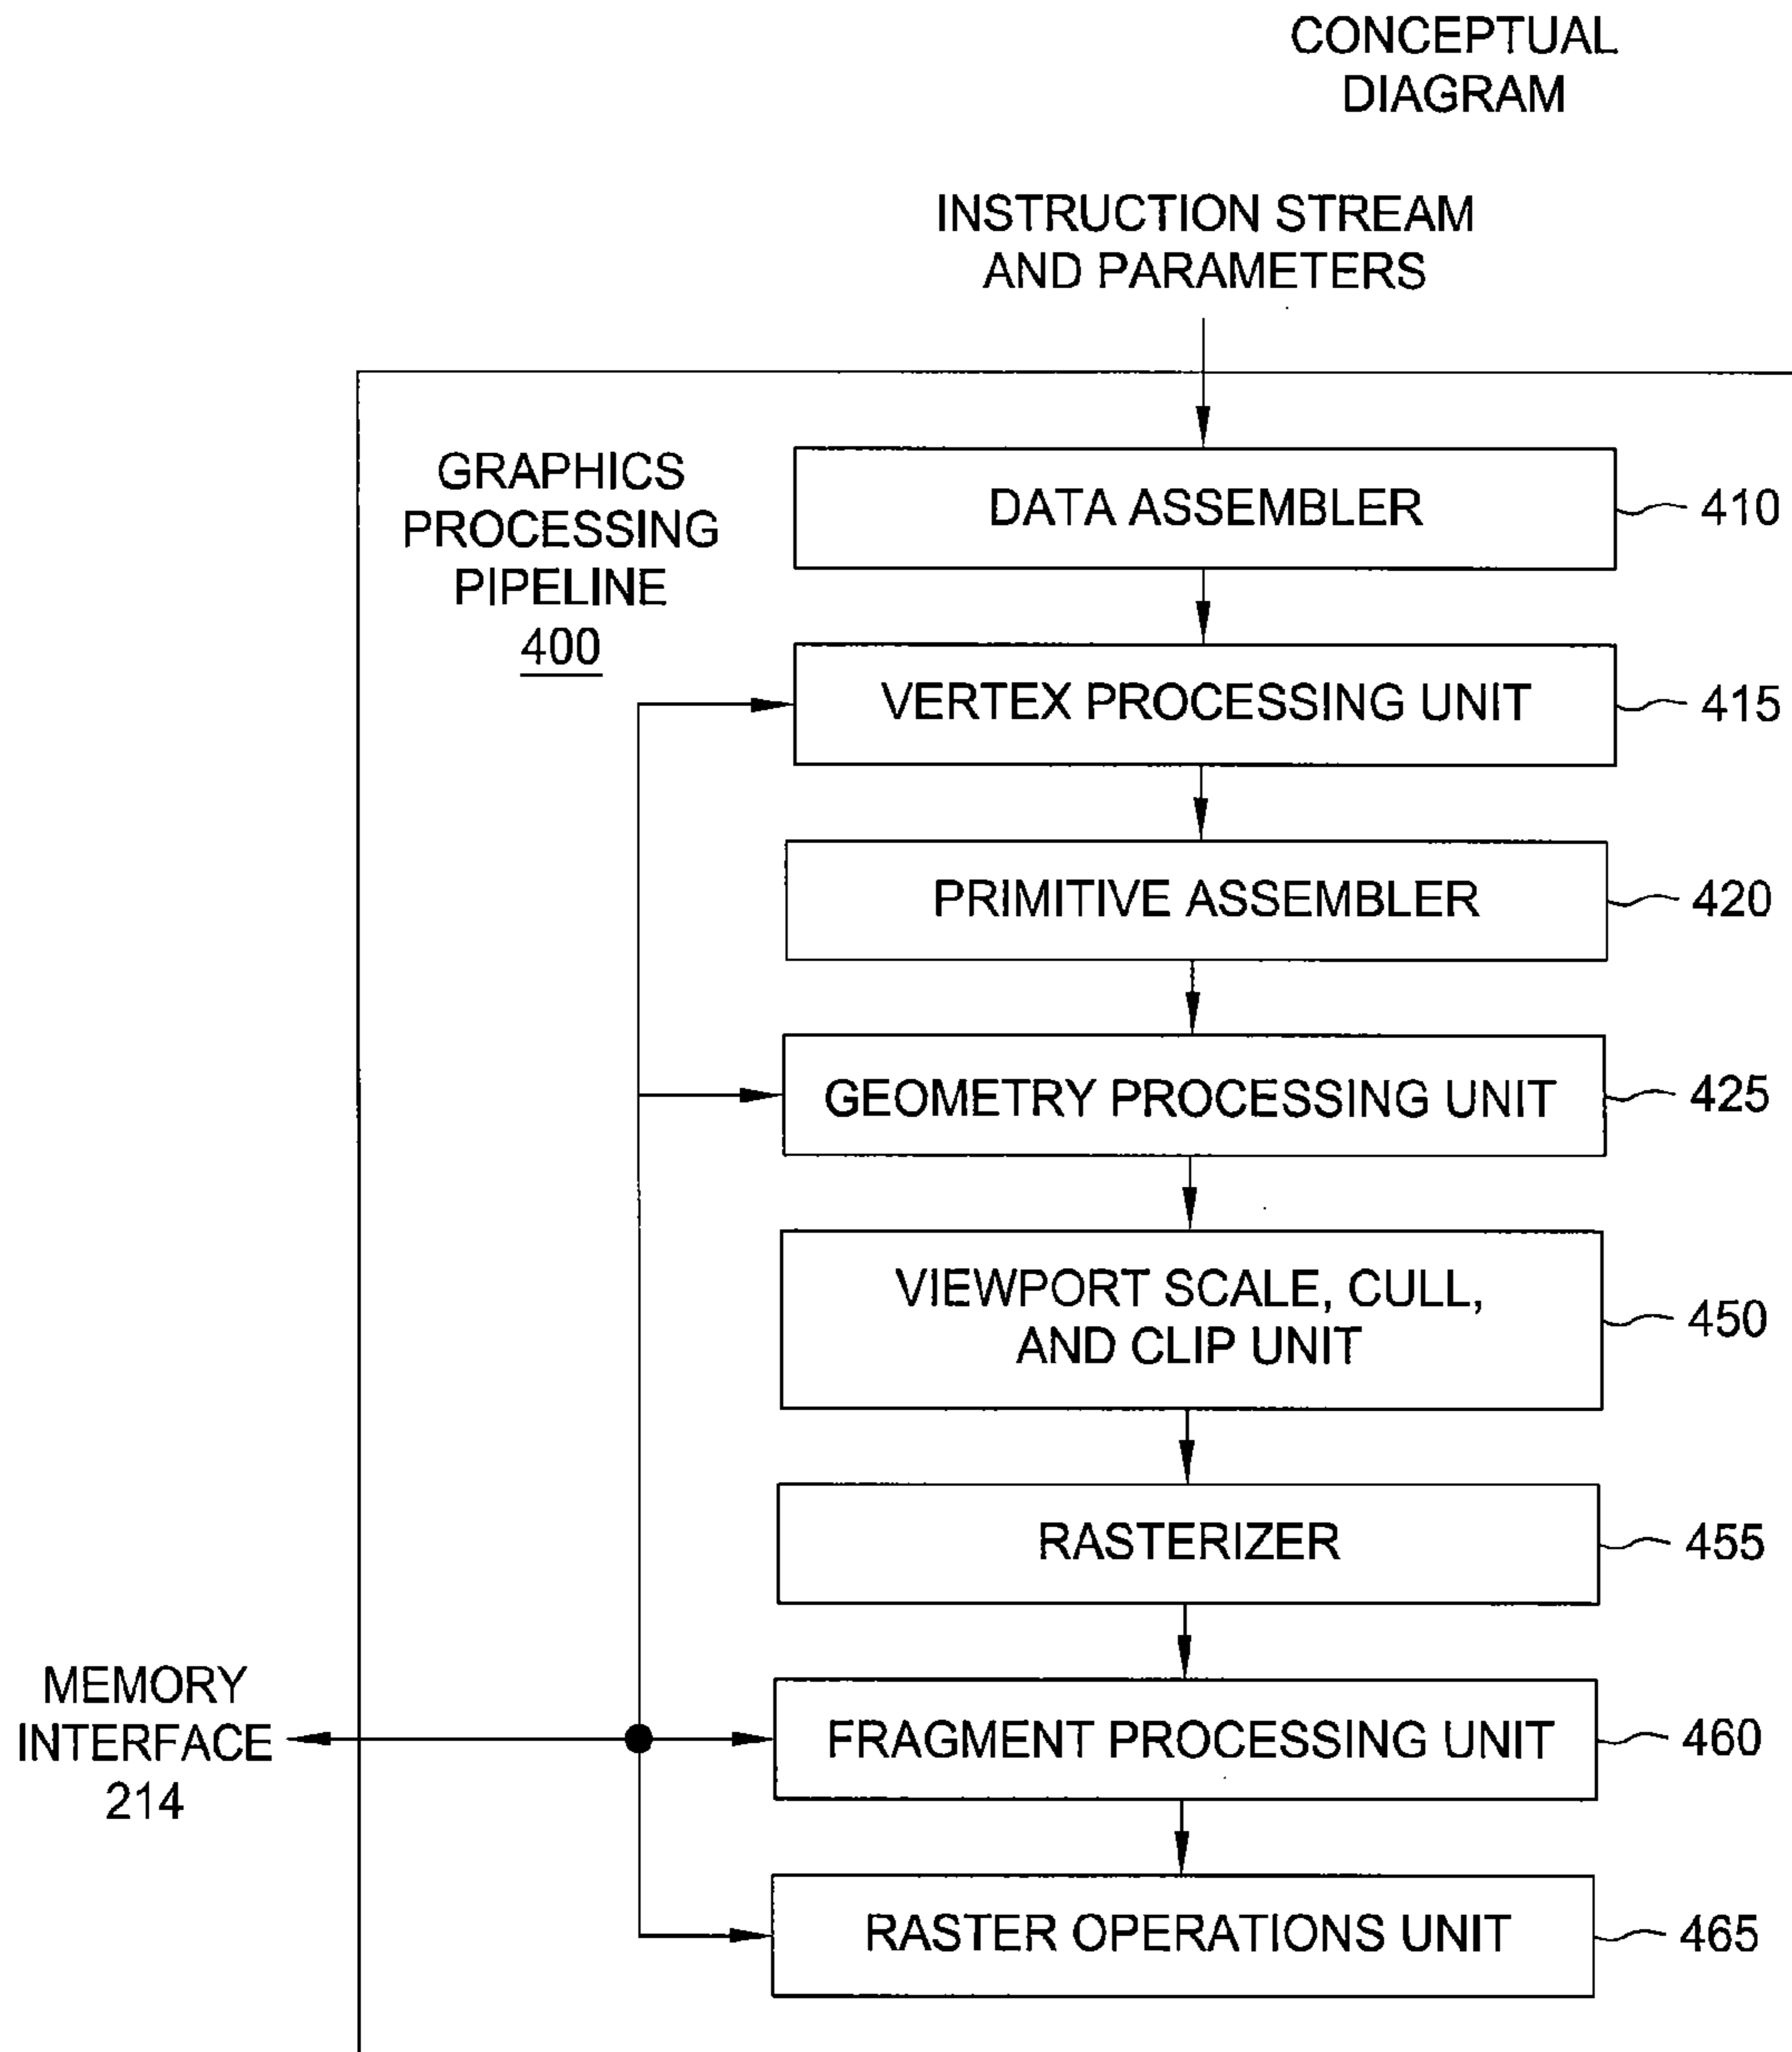 CONCEPTUAL
DIAGRAM
INSTRUCTION STREAM
AND PARAMETERS
GRAPHICS
PROCESSING
PIPELINE
400
DATA ASSEMBLER
410
VERTEX PROCESSING UNIT
415
PRIMITIVE ASSEMBLER
420
GEOMETRY PROCESSING UNIT
425
VIEWPORT SCALE, CULL,
AND CLIP UNIT
450
RASTERIZER
455
MEMORY
INTERFACE
214
FRAGMENT PROCESSING UNIT
460
RASTER OPERATIONS UNIT
465